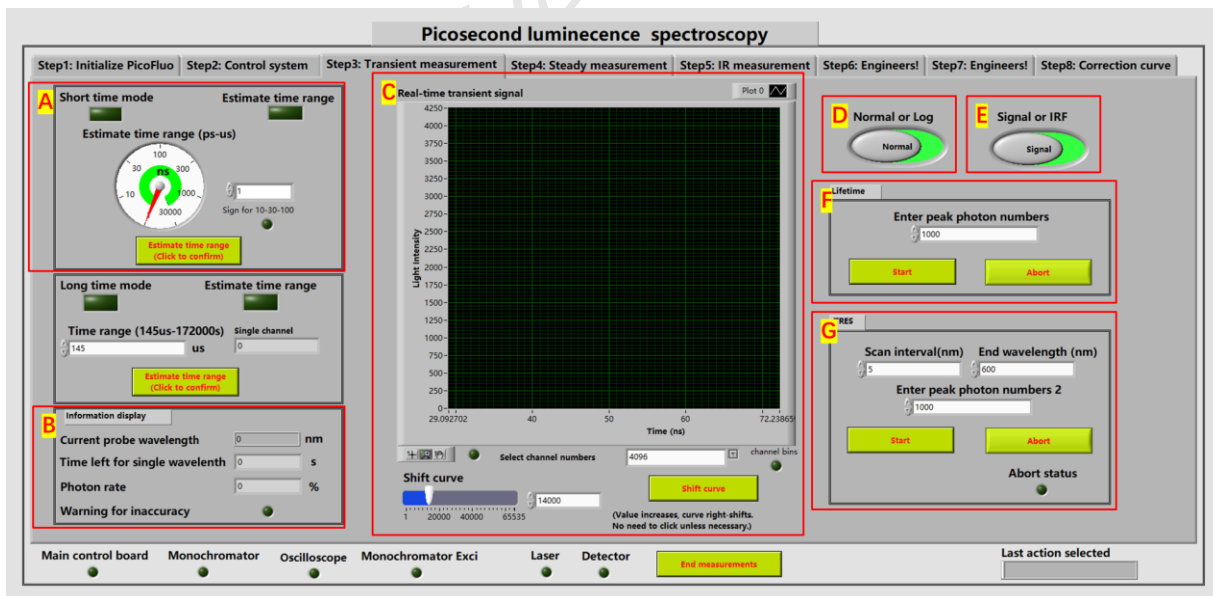 Picosecond luminecence spectroscopy
Step1: Initialize PicoFluo
Step2: Control system
Step3: Transient measurement
Step4: Steady measurement
Step5: IR measurement
Step6: Engineers!
Step7: Engineers!
Step8: Correction curve
A
Short time mode
Estimate time range
Estimate time range (ps-us)
100
30
ns
300
10
1000
30000
1
Sign for 10-30-100
Estimate time range
(Click to confirm)
Long time mode
Estimate time range
Time range (145us-172000s)
Single channel
145
us
0
Estimate time range
(Click to confirm)
B
Information display
Current probe wavelength
0
nm
Time left for single wavelenth
0
s
Photon rate
0
%
Warning for inaccuracy
C
Real-time transient signal
Plot 0
4250
4000
3750
3500
3250
3000
2750
2500
2250
2000
1750
1500
1250
1000
750
500
250
0
Light Intensity
29.092702
40
50
60
72.238659
Time (ns)
Select channel numbers
4096
channel bins
Shift curve
1
20000
40000
65535
14000
Shift curve
(Value increases, curve right-shifts.
No need to click unless necessary.)
D
Normal or Log
Normal
E
Signal or IRF
Signal
F
Lifetime
Enter peak photon numbers
1000
Start
Abort
G
TRES
Scan interval(nm)
End wavelength (nm)
5
600
Enter peak photon numbers 2
1000
Start
Abort
Abort status
Main control board
Monochromator
Oscilloscope
Monochromator Exci
Laser
Detector
End measurements
Last action selected